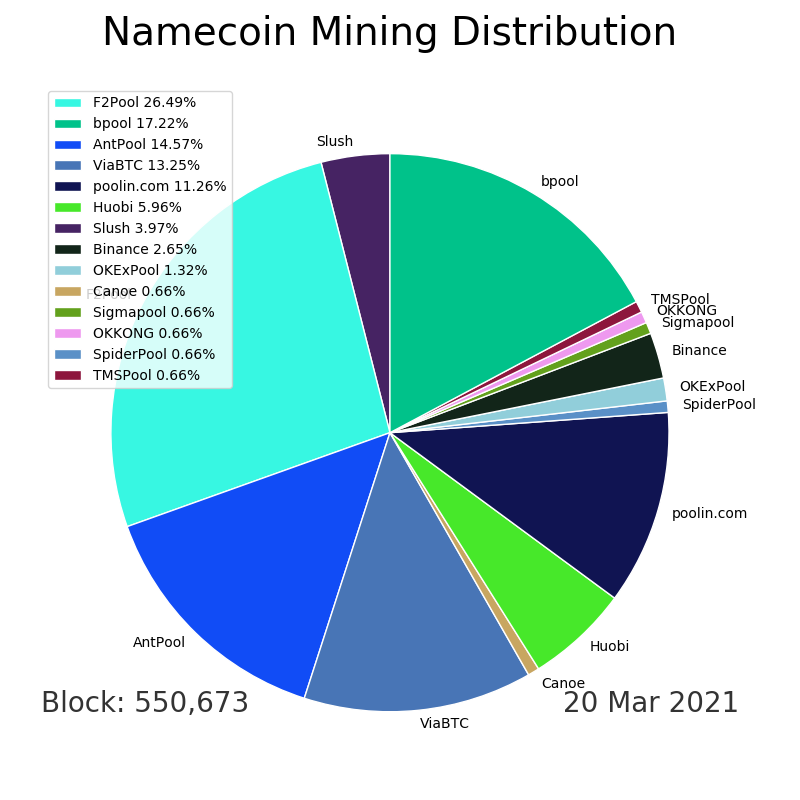 Namecoin Mining Distribution
F2Pool 26.49%
bpool 17.22%
AntPool 14.57%
ViaBTC 13.25%
poolin.com 11.26%
Huobi 5.96%
Slush 3.97%
Binance 2.65%
OKExPool 1.32%
Canoe 0.66%
Sigmapool 0.66%
OKKONG 0.66%
SpiderPool 0.66%
TMSPool 0.66%
Slush
bpool
TMSPool
OKKONG
Sigmapool
Binance
OKExPool
SpiderPool
poolin.com
Huobi
Canoe
ViaBTC
AntPool
F2Pool
Block: 550,673
20 Mar 2021